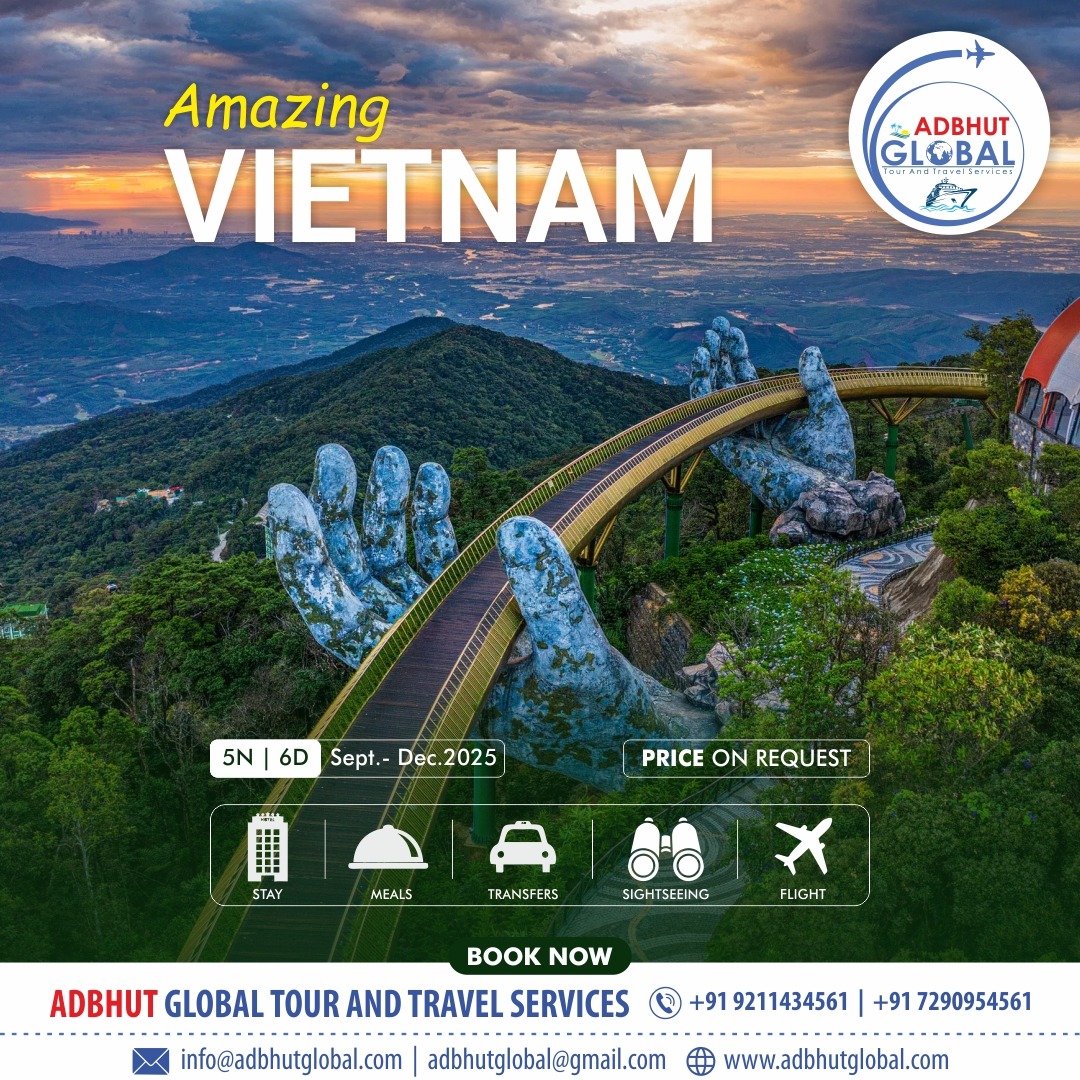 Amazing
VIETNAM
ADBHUT
GLOBAL
Tour And Travel Services
5N | 6D Sept.- Dec.2025
PRICE ON REQUEST
HOTEL
STAY MEALS TRANSFERS SIGHTSEEING FLIGHT
BOOK NOW
ADBHUT GLOBAL TOUR AND TRAVEL SERVICES +91 9211434561 | +91 7290954561
info@adbhutglobal.com | adbhutglobal@gmail.com www.adbhutglobal.com